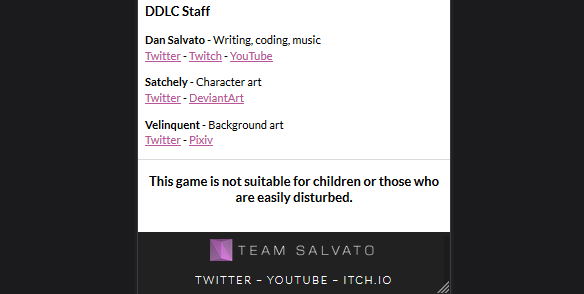 DDLC Staff
Dan Salvato - Writing, coding, music
Twitter - Twitch - YouTube
Satchely - Character art
Twitter - DeviantArt
Velinquent - Background art
Twitter - Pixiv
This game is not suitable for children or those who
are easily disturbed.
TEAM SALVATO
TWITTER – YOUTUBE – ITCH.IO